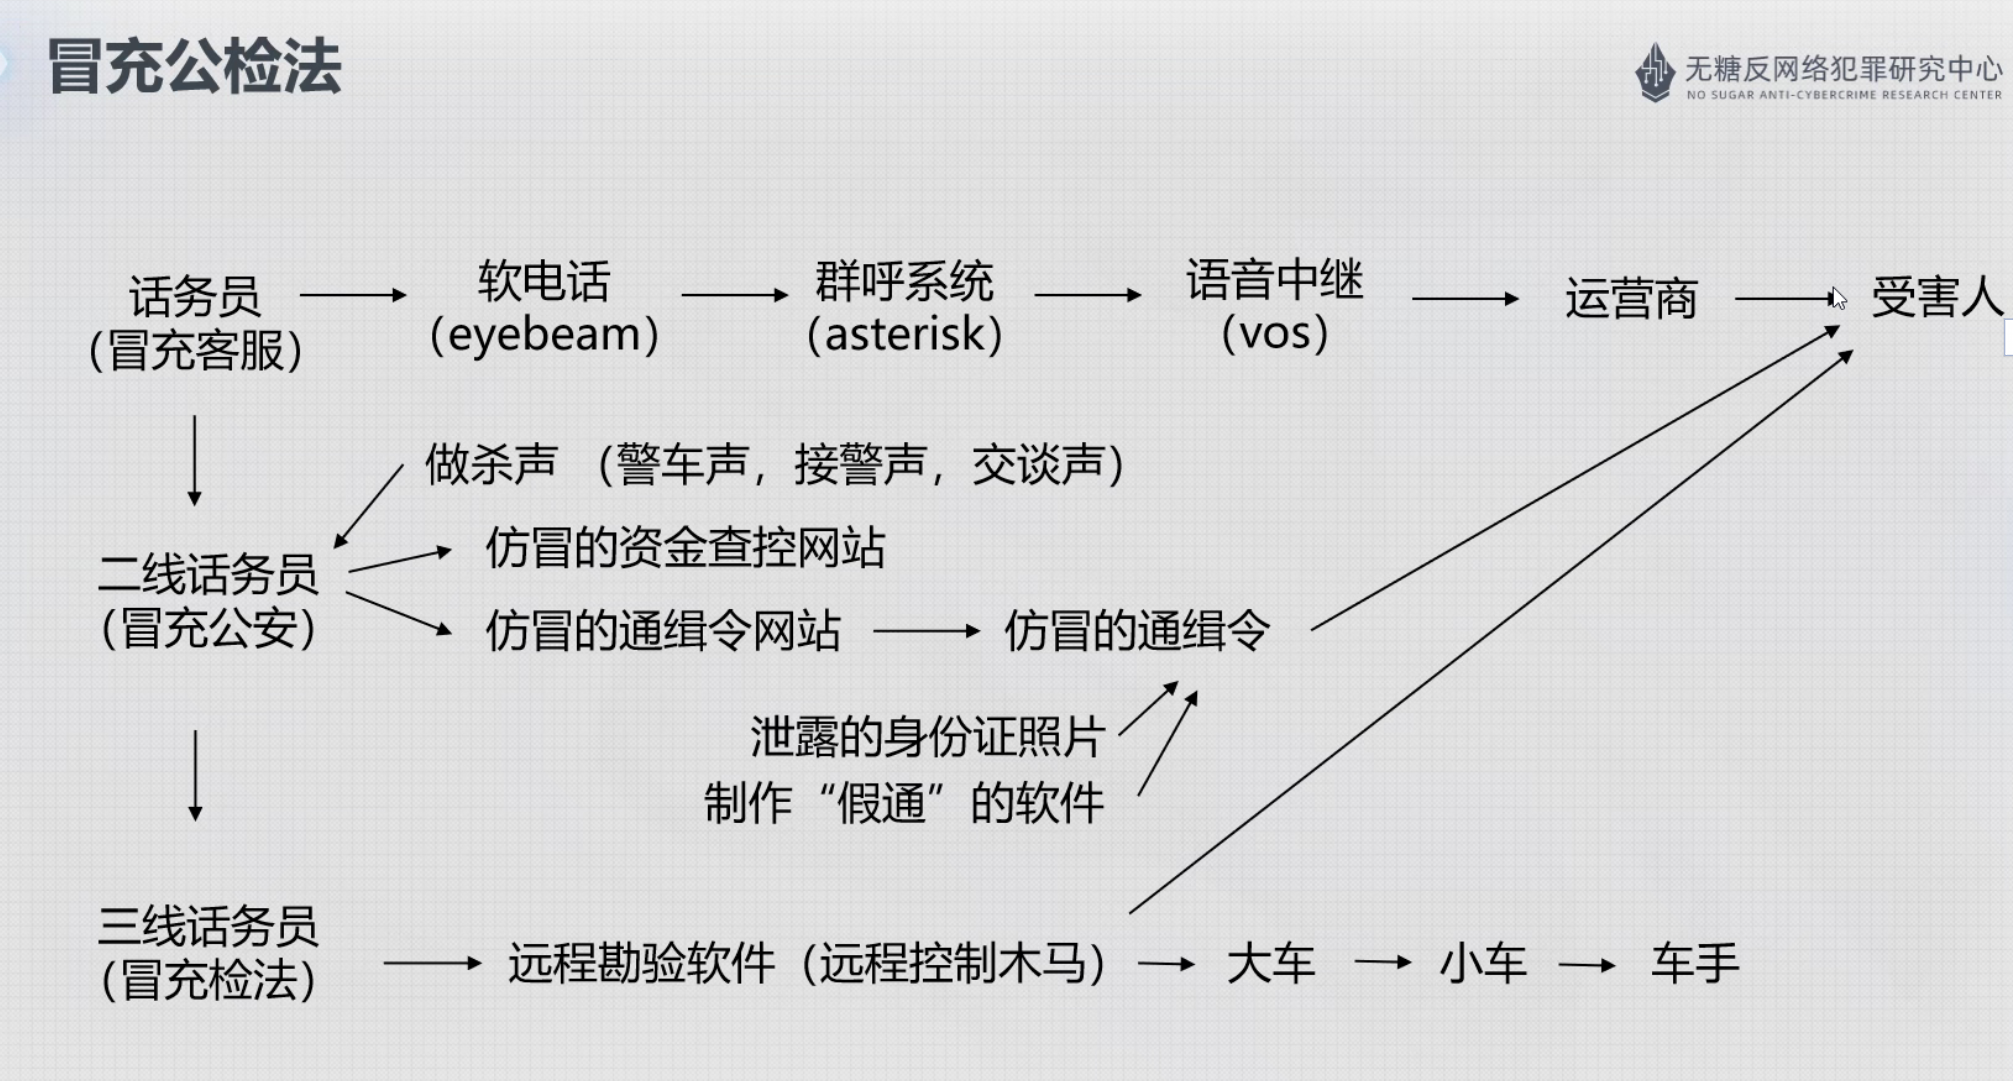 冒充公检法
无糖反网络犯罪研究中心
NO SUGAR ANTI-CYBERCRIME RESEARCH CENTER
话务员
（冒充客服）
软电话
（eyebeam）
群呼系统
（asterisk）
语音中继
（vos）
运营商
受害人
做杀声 （警车声，接警声，交谈声）
二线话务员
（冒充公安）
仿冒的资金查控网站
仿冒的通缉令网站
仿冒的通缉令
泄露的身份证照片
制作“假通”的软件
三线话务员
（冒充检法）
远程勘验软件（远程控制木马）
大车
小车
车手